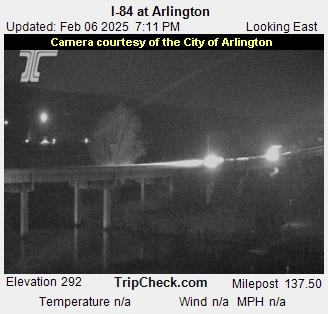 I-84 at Arlington
Updated: Feb 06 2025 7:11 PM Looking East
Camera courtesy of the City of Arlington
Elevation 292 TripCheck.com Milepost 137.50
Temperature n/a Wind n/a MPH n/a